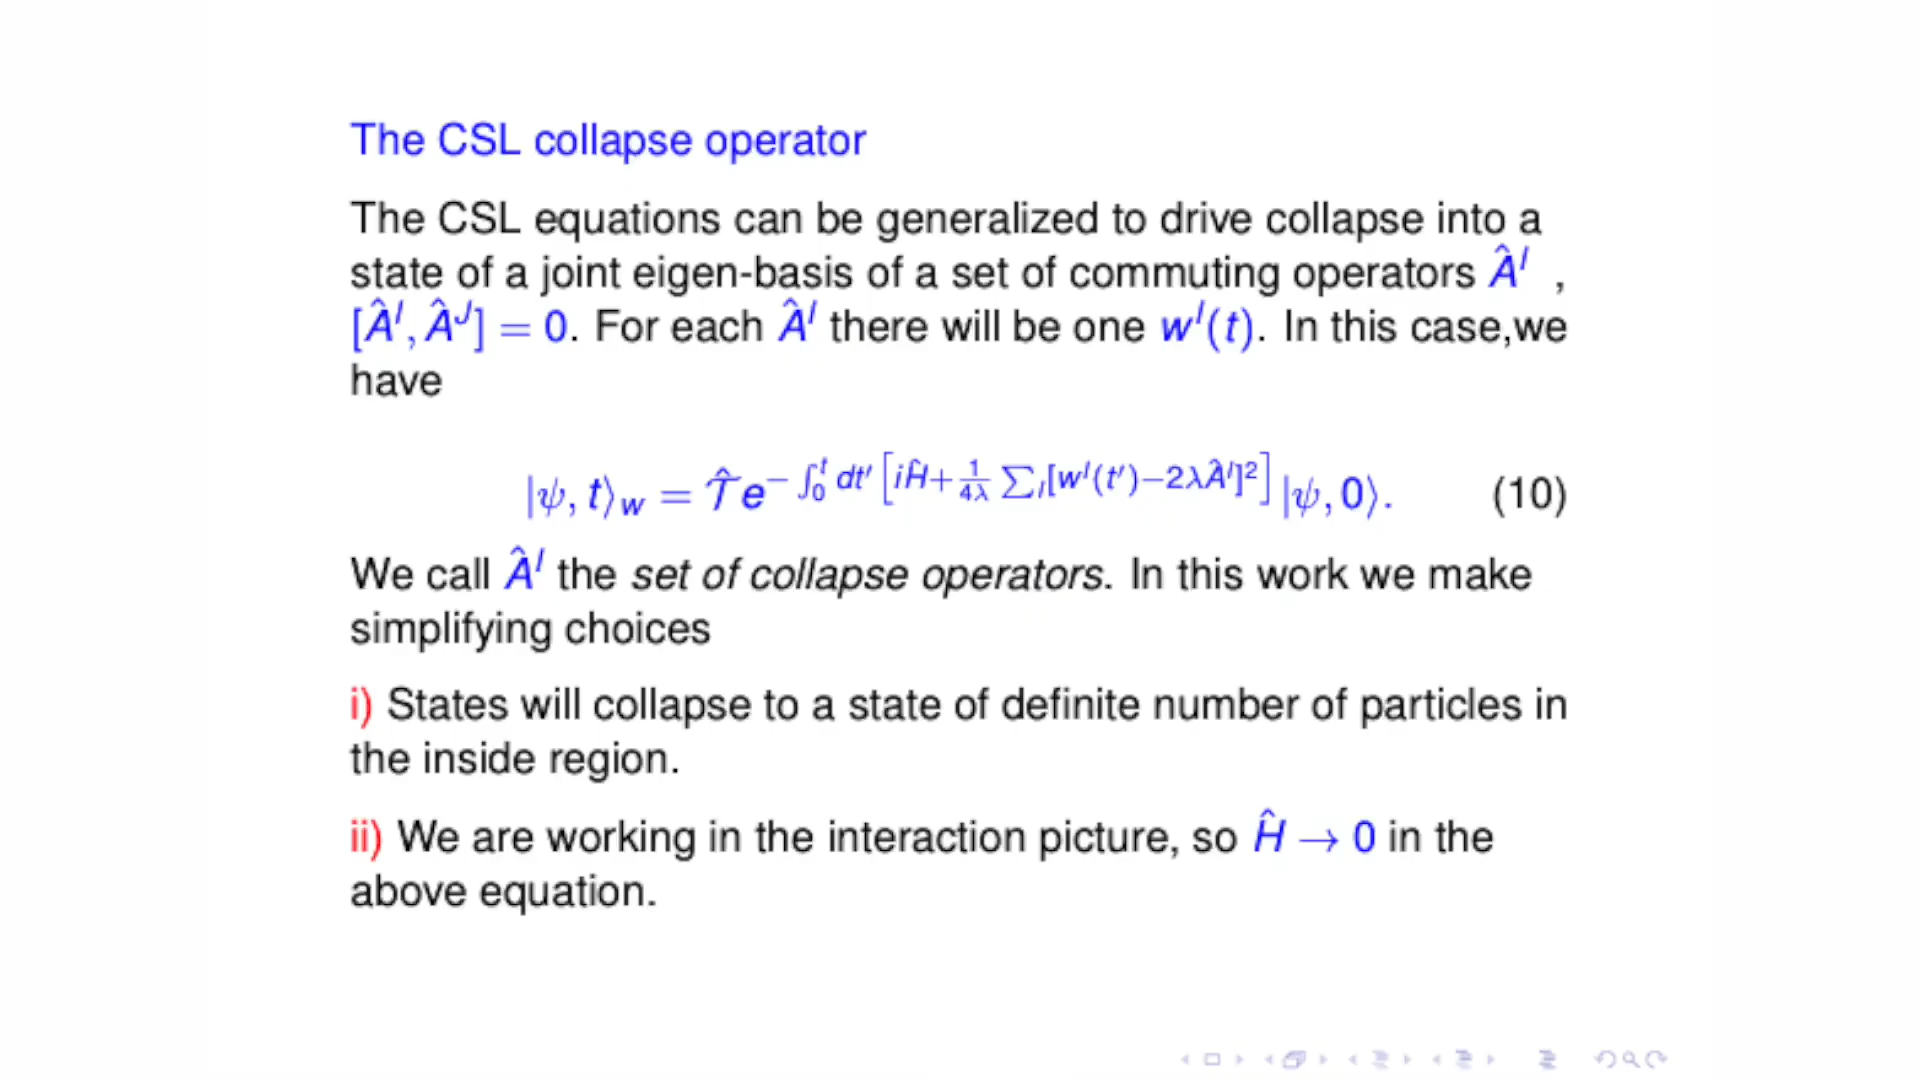 The CSL collapse operator
The CSL equations can be generalized to drive collapse into a
state of a joint eigen-basis of a set of commuting operators Â^I ,
[Â^I, Â^J] = 0. For each Â^I there will be one w^I(t). In this case,we
have
|ψ, t⟩_w = T̂ e^{−∫_0^t dt′ [iĤ+\frac{1}{4λ} ∑_I[w^I(t′)−2λÂ^I]^2]} |ψ, 0⟩. (10)
We call Â^I the set of collapse operators. In this work we make
simplifying choices
i) States will collapse to a state of definite number of particles in
the inside region.
ii) We are working in the interaction picture, so Ĥ → 0 in the
above equation.